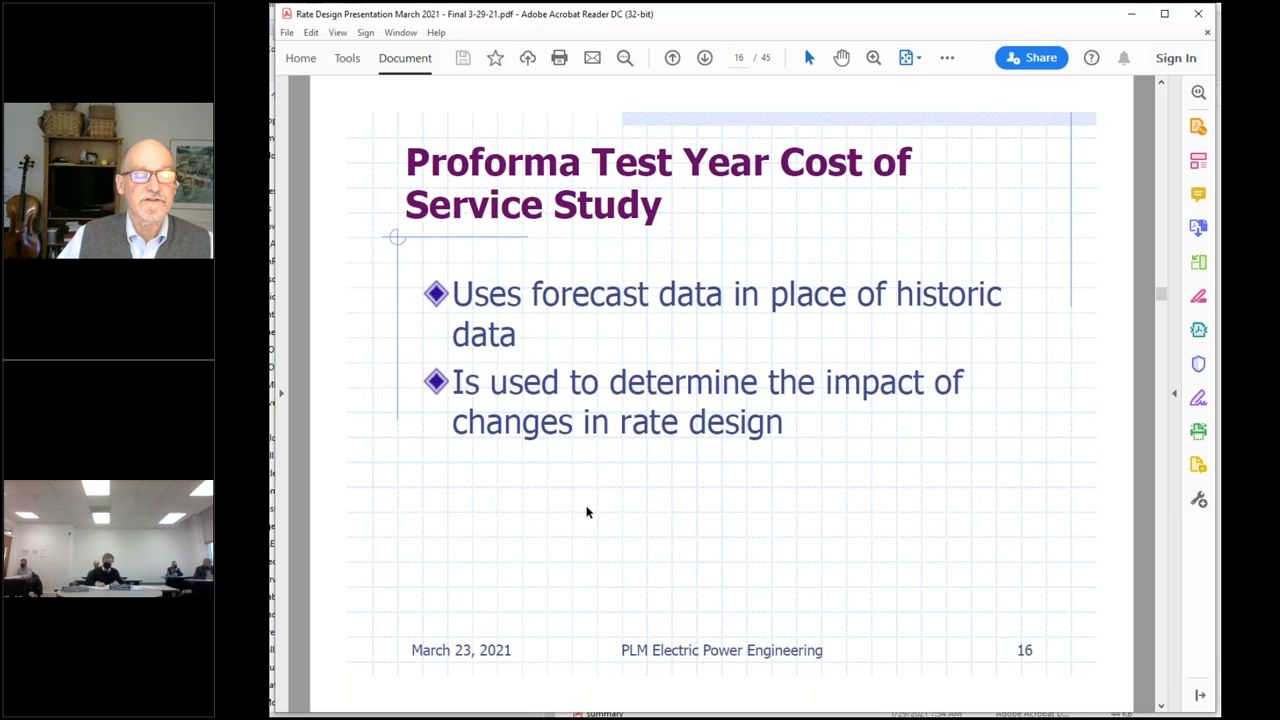 Rate Design Presentation March 2021 - Final 3-29-21.pdf - Adobe Acrobat Reader DC (32-bit)
File Edit View Sign Window Help
Home Tools Document 16 / 45 Share Sign In
Proforma Test Year Cost of
Service Study
Uses forecast data in place of historic
data
Is used to determine the impact of
changes in rate design
March 23, 2021 PLM Electric Power Engineering 16
summary